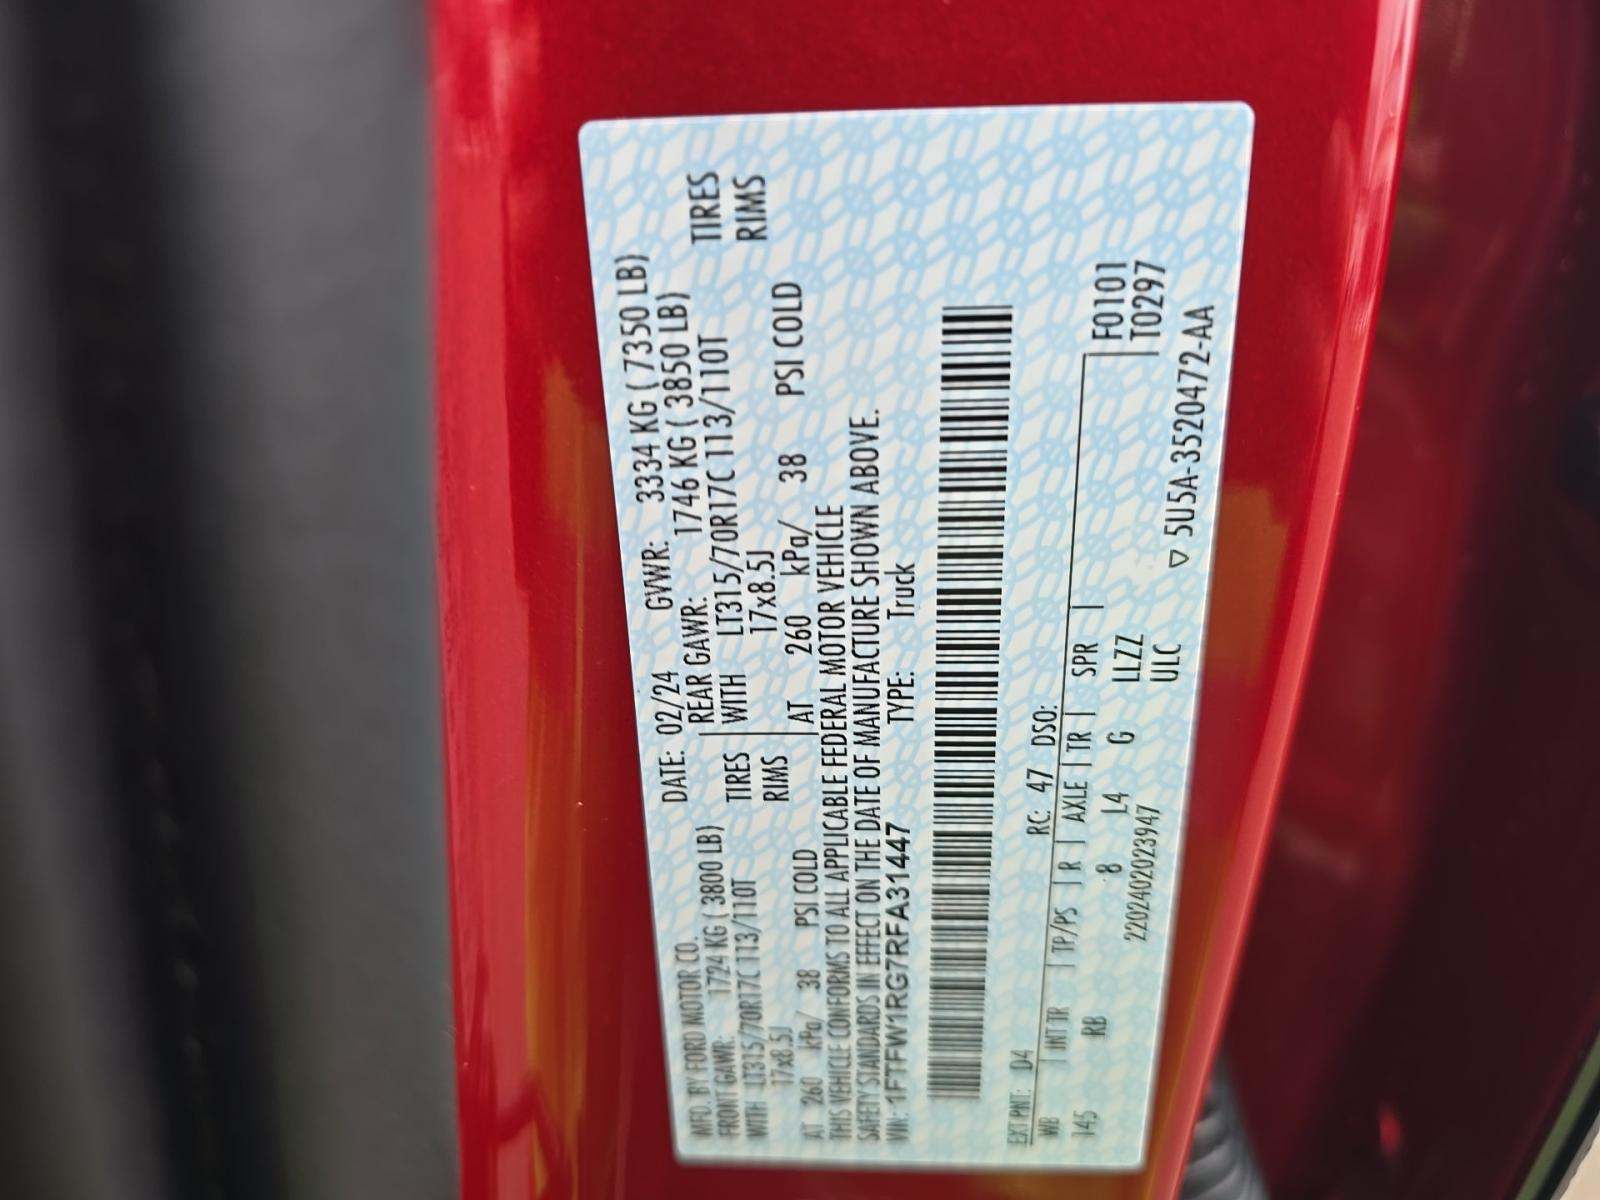 MFD. BY FORD MOTOR CO.
DATE: 02/24 GVWR: 3334 KG ( 7350 LB)
FRONT GAWR: 1724 KG ( 3800 LB) REAR GAWR: 1746 KG ( 3850 LB)
WITH LT315/70R17C 113/110T TIRES WITH LT315/70R17C 113/110T TIRES
17x8.5J RIMS 17x8.5J RIMS
AT 260 kPa/ 38 PSI COLD AT 260 kPa/ 38 PSI COLD
THIS VEHICLE CONFORMS TO ALL APPLICABLE FEDERAL MOTOR VEHICLE
SAFETY STANDARDS IN EFFECT ON THE DATE OF MANUFACTURE SHOWN ABOVE.
VIN: 1FTFW1RG7RFA31447 TYPE: Truck
EXT PNT: D4 RC: 47 DSO:
WB INT TR TP/PS R AXLE TR SPR F0101
145 RB 8 L4 G LLZZ T0297
2202402023947 ULC
▽ 5U5A-3520472-AA